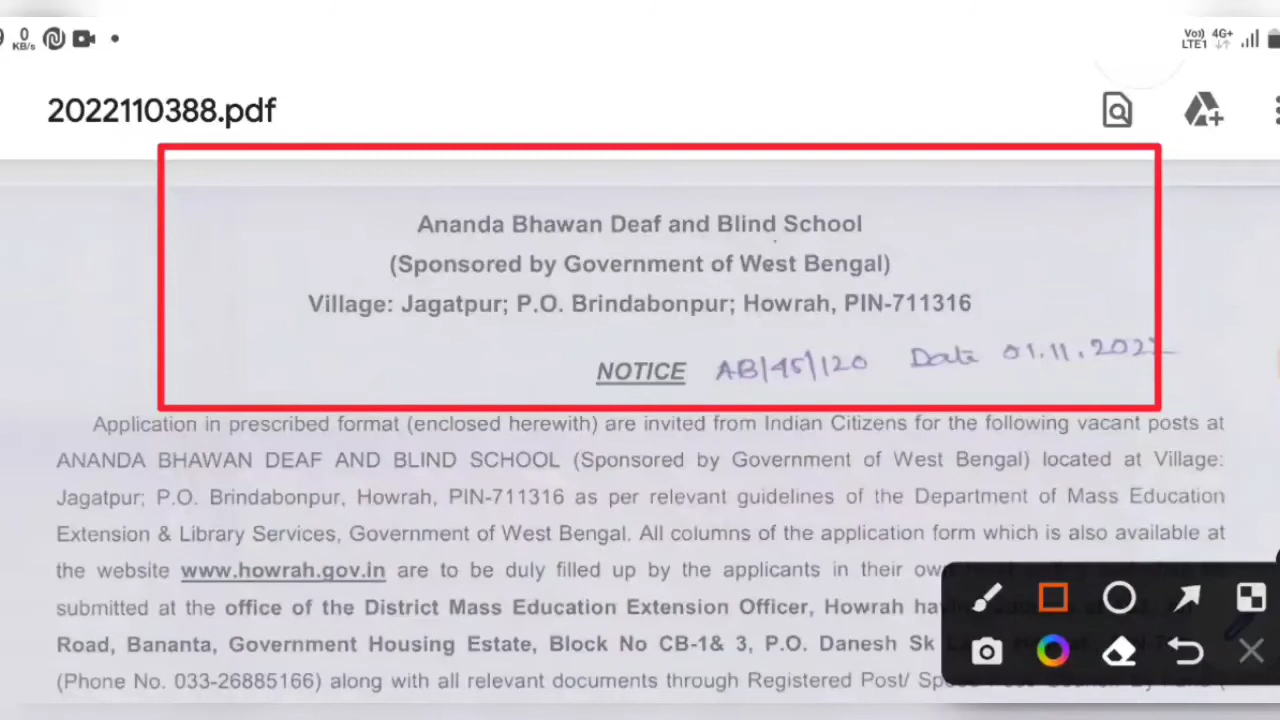 0
KB/s
Vo))
LTE1
4G+
2022110388.pdf
Ananda Bhawan Deaf and Blind School
(Sponsored by Government of West Bengal)
Village: Jagatpur; P.O. Brindabonpur; Howrah, PIN-711316
NOTICE AB/45/120 Date 01.11.2022
Application in prescribed format (enclosed herewith) are invited from Indian Citizens for the following vacant posts at
ANANDA BHAWAN DEAF AND BLIND SCHOOL (Sponsored by Government of West Bengal) located at Village:
Jagatpur; P.O. Brindabonpur, Howrah, PIN-711316 as per relevant guidelines of the Department of Mass Education
Extension & Library Services, Government of West Bengal. All columns of the application form which is also available at
the website www.howrah.gov.in are to be duly filled up by the applicants in their
submitted at the office of the District Mass Education Extension Officer, Howrah
Road, Bananta, Government Housing Estate, Block No CB-1& 3, P.O. Danesh Sk
(Phone No. 033-26885166) along with all relevant documents through Registered Post/